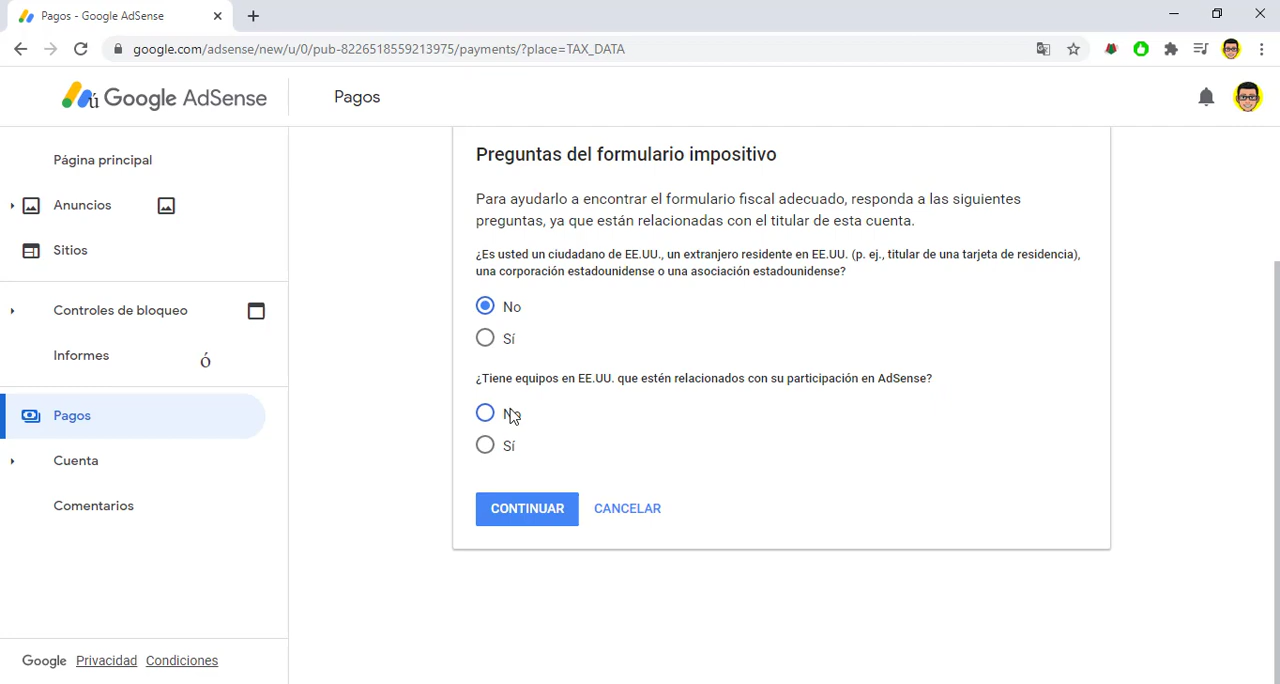 Pagos - Google AdSense
google.com/adsense/new/u/0/pub-8226518559213975/payments/?place=TAX_DATA
ú Google AdSense
Pagos
Página principal
Anuncios
Sitios
Controles de bloqueo
Informes
ó
Pagos
Cuenta
Comentarios
Google Privacidad Condiciones
Preguntas del formulario impositivo
Para ayudarlo a encontrar el formulario fiscal adecuado, responda a las siguientes
preguntas, ya que están relacionadas con el titular de esta cuenta.
¿Es usted un ciudadano de EE.UU., un extranjero residente en EE.UU. (p. ej., titular de una tarjeta de residencia),
una corporación estadounidense o una asociación estadounidense?
No
Sí
¿Tiene equipos en EE.UU. que estén relacionados con su participación en AdSense?
No
Sí
CONTINUAR CANCELAR